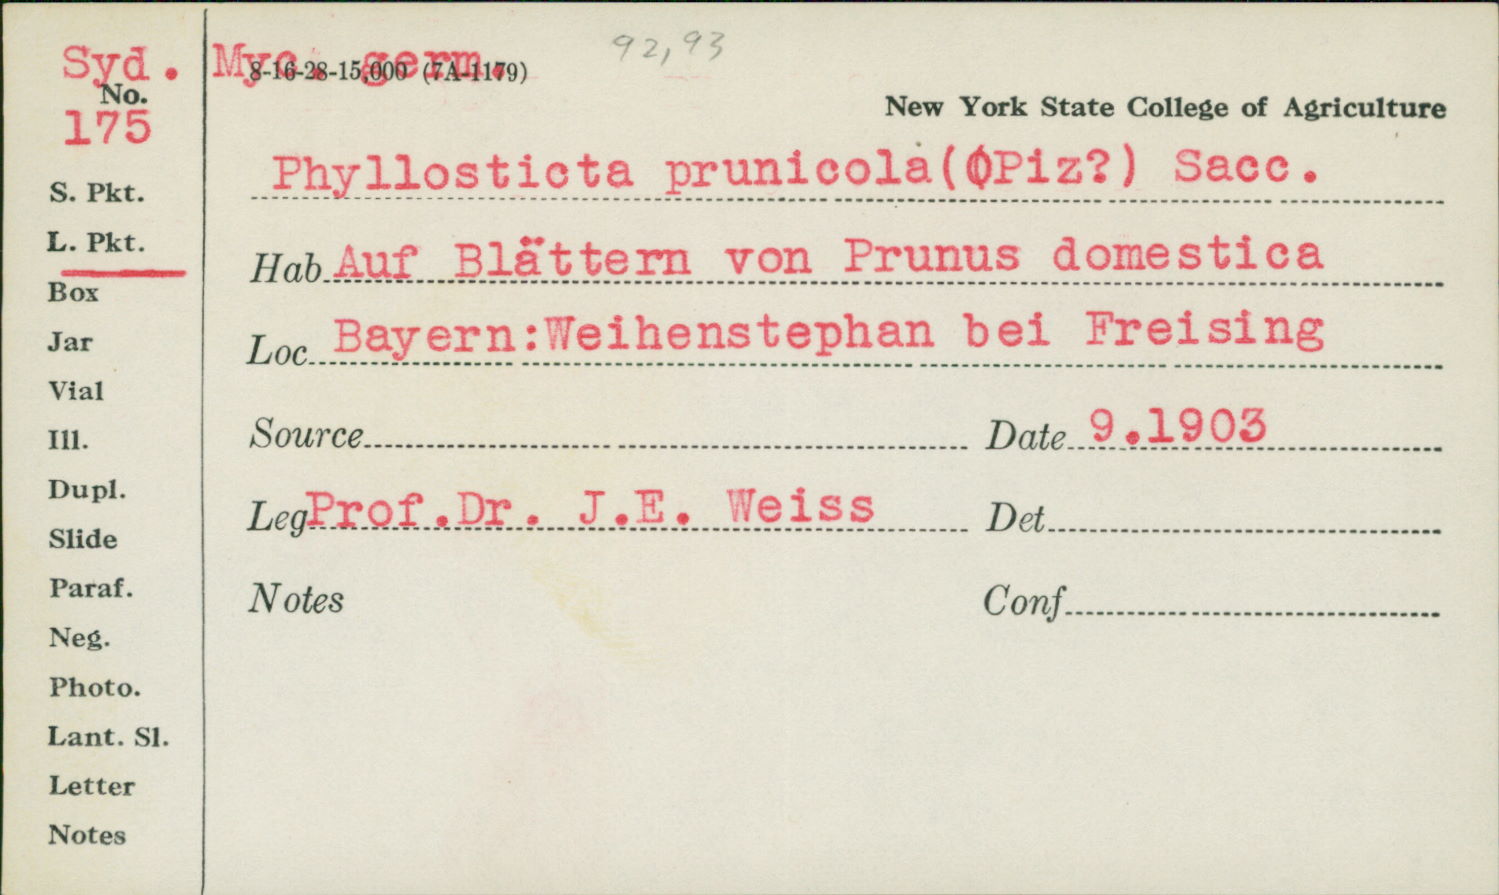 Syd. Myc. germ.
92, 93
8-16-28-15,000 (7A-1179)
No.
175
New York State College of Agriculture
Phyllosticta prunicola(OPiz?) Sacc.
S. Pkt.
L. Pkt.
Hab Auf Blättern von Prunus domestica
Box
Loc Bayern:Weihenstephan bei Freising
Jar
Vial
Source Date 9.1903
Ill.
Dupl.
Leg Prof.Dr. J.E. Weiss Det
Slide
Paraf.
Notes Conf
Neg.
Photo.
Lant. Sl.
Letter
Notes